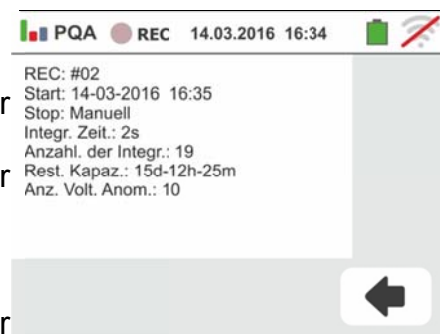 PQA REC 14.03.2016 16:34
REC: #02
r
Start: 14-03-2016 16:35
Stop: Manuell
Integr. Zeit.: 2s
Anzahl. der Integr.: 19
r
Rest. Kapaz.: 15d-12h-25m
Anz. Volt. Anom.: 10
r